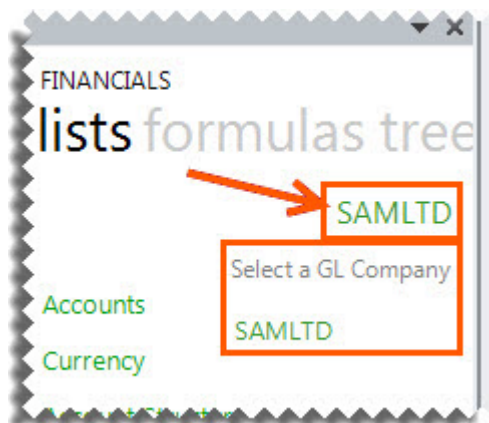 FINANCIALS
lists formulas tree
SAMLTD
Select a GL Company
SAMLTD
Accounts
Currency